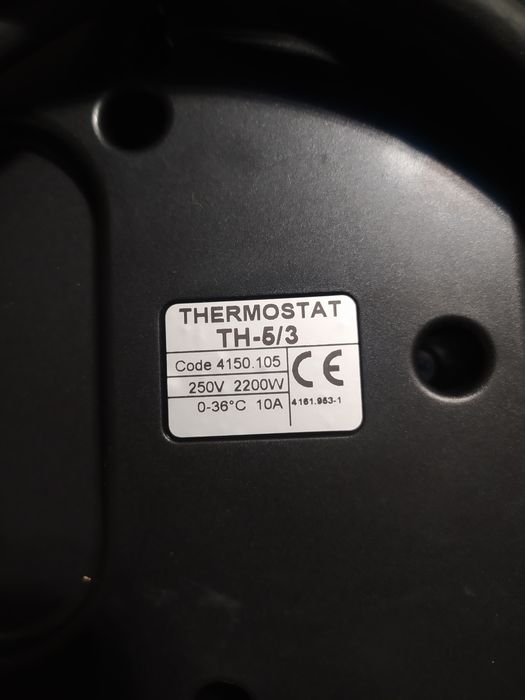 THERMOSTAT
TH-5/3
Code 4150.105
250V 2200W
0-36°C 10A
CE
4161.953-1